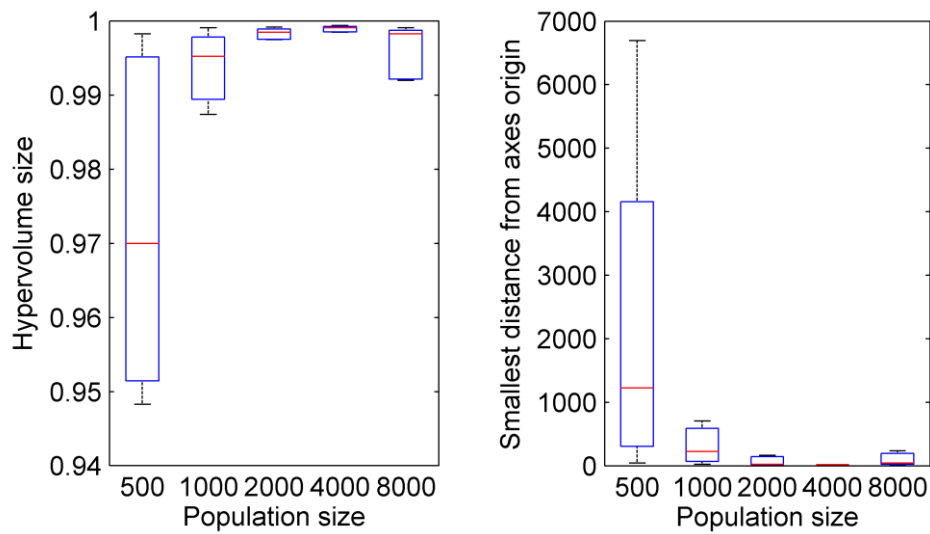 Hypervolume size
1
0.99
0.98
0.97
0.96
0.95
0.94
500 1000 2000 4000 8000
Population size
Smallest distance from axes origin
7000
6000
5000
4000
3000
2000
1000
0
500 1000 2000 4000 8000
Population size